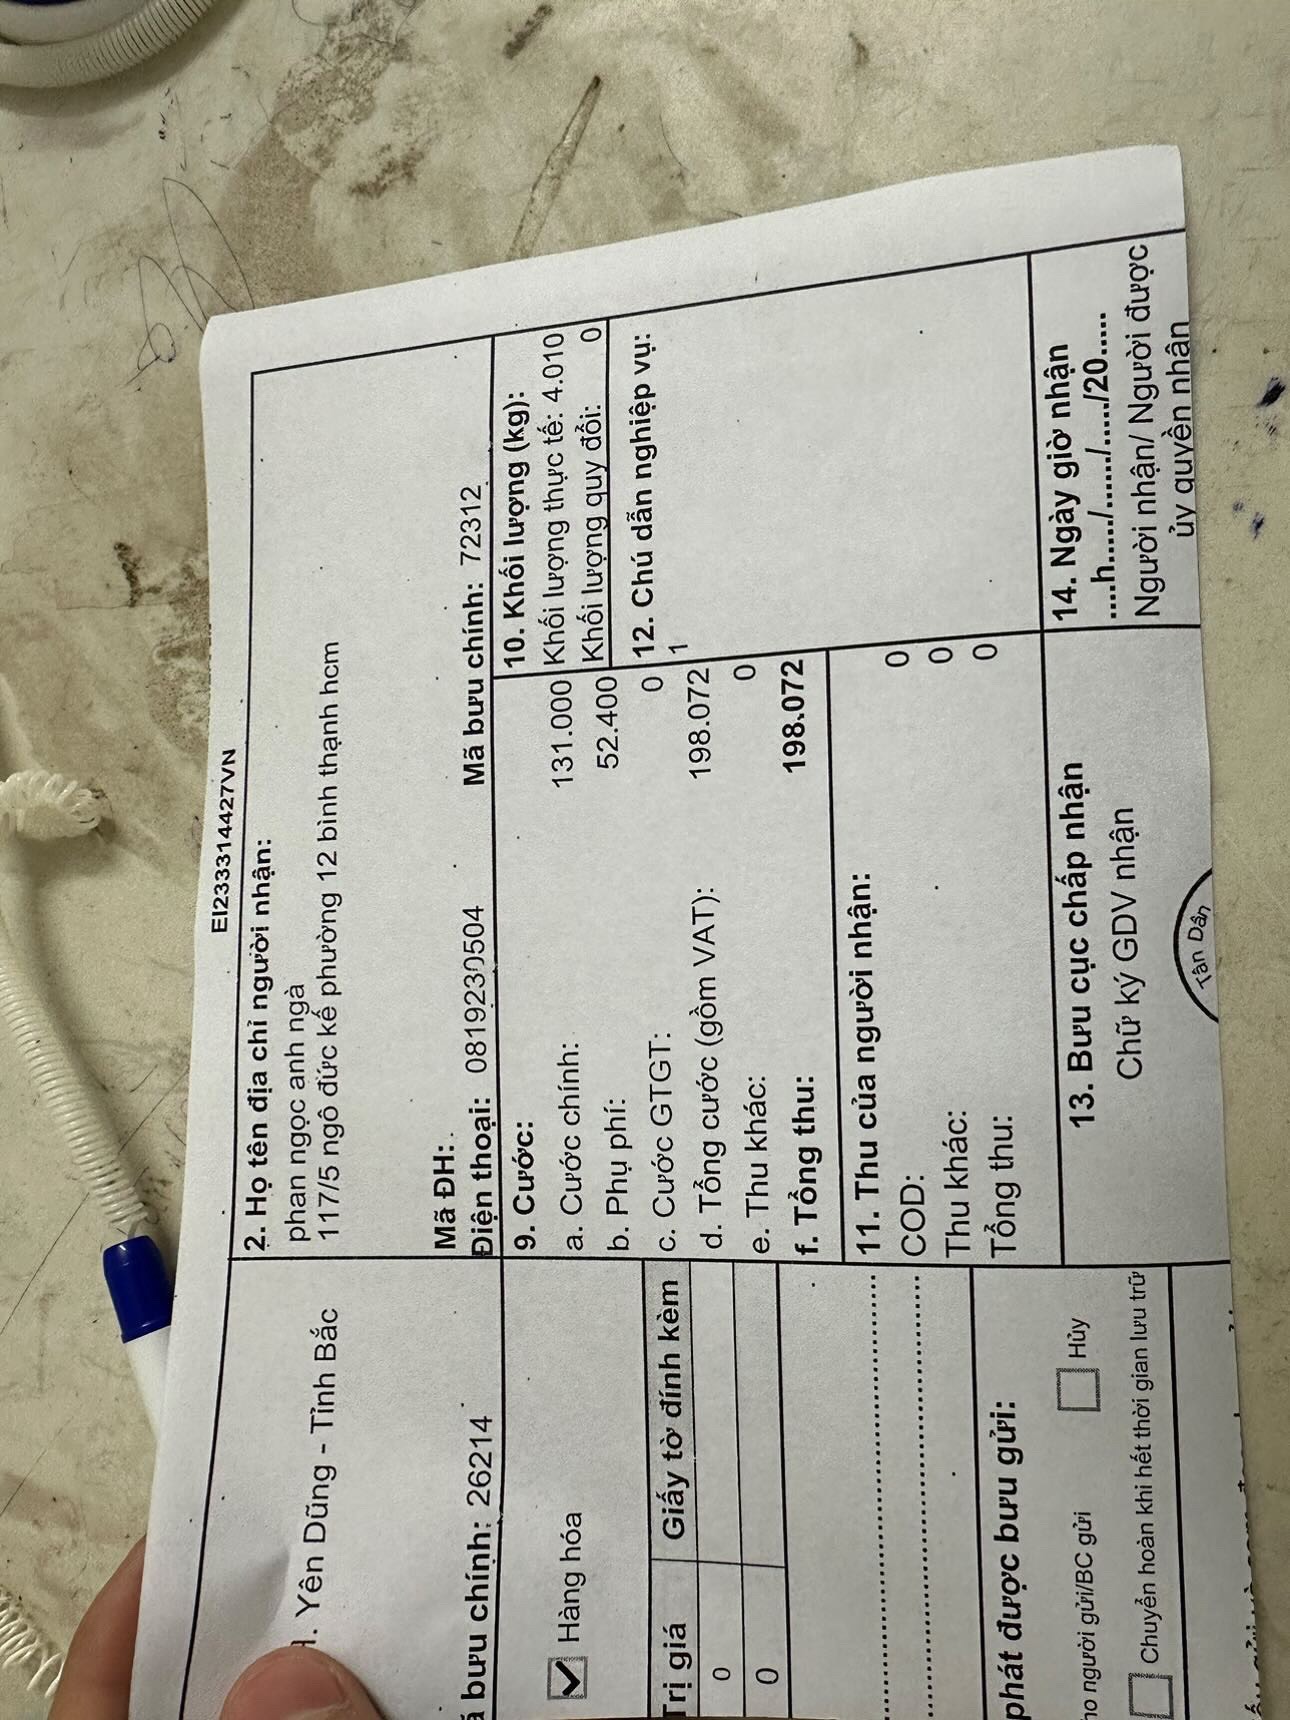 EI233314427VN
H. Yên Dũng - Tỉnh Bắc
bưu chính: 26214
2. Họ tên địa chỉ người nhận:
phan ngọc anh ngà
117/5 ngô đức kế phường 12 bình thạnh hcm
Mã ĐH:
Điện thoại: 0819230504 Mã bưu chính: 72312
Hàng hóa
Trị giá Giấy tờ đính kèm
0
0
9. Cước:
a. Cước chính: 131.000
b. Phụ phí: 52.400
c. Cước GTGT: 0
d. Tổng cước (gồm VAT): 198.072
e. Thu khác: 0
f. Tổng thu: 198.072
10. Khối lượng (kg):
Khối lượng thực tế: 4.010
Khối lượng quy đổi: 0
12. Chú dẫn nghiệp vụ:
1
11. Thu của người nhận:
COD: 0
Thu khác: 0
Tổng thu: 0
phát được bưu gửi:
người gửi/BC gửi Hủy
Chuyển hoàn khi hết thời gian lưu trữ
13. Bưu cục chấp nhận
Chữ ký GDV nhận
Tân Dân
14. Ngày giờ nhận
....h...../....../...../20.....
Người nhận/ Người được
ủy quyền nhận